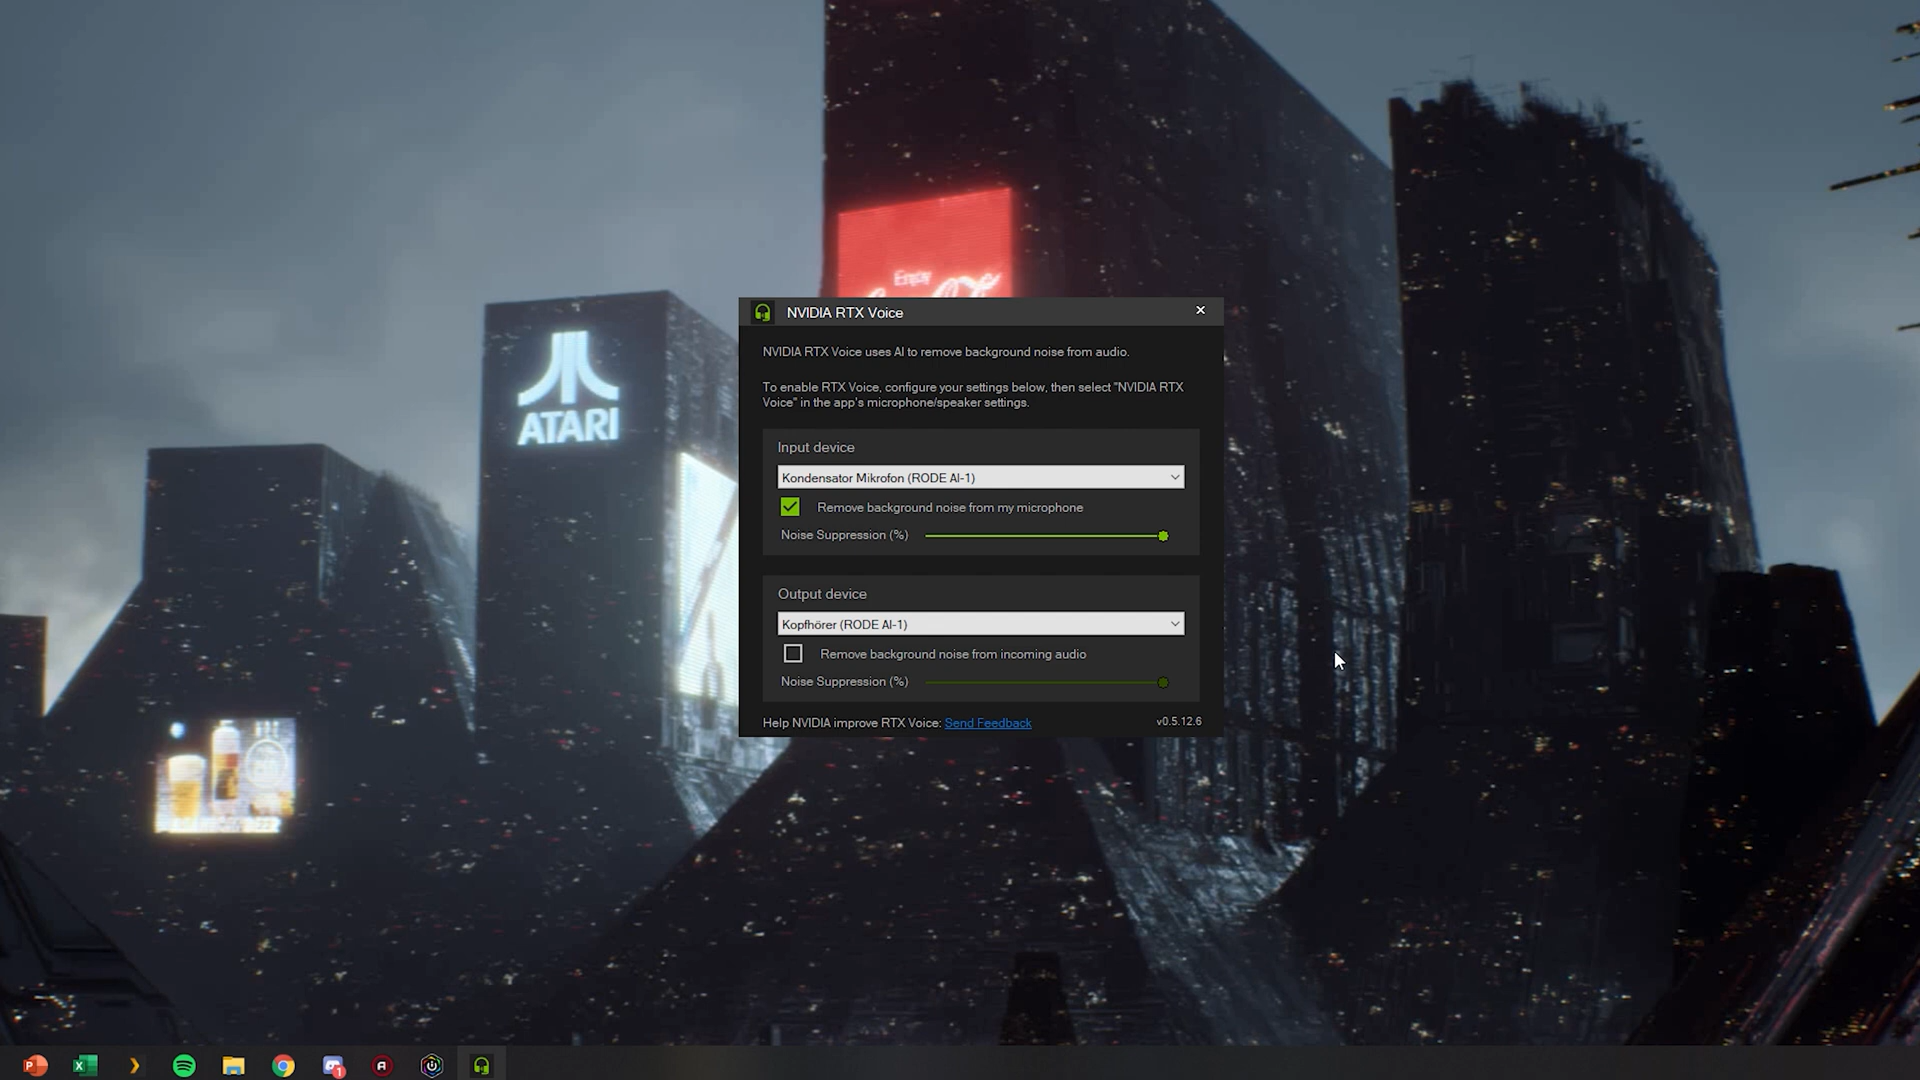 Enjoy
ATARI
NVIDIA RTX Voice
NVIDIA RTX Voice uses AI to remove background noise from audio.
To enable RTX Voice, configure your settings below, then select "NVIDIA RTX
Voice" in the app's microphone/speaker settings.
Input device
Kondensator Mikrofon (RODE AI-1)
Remove background noise from my microphone
Noise Suppression (%)
Output device
Kopfhörer (RODE AI-1)
Remove background noise from incoming audio
Noise Suppression (%)
Help NVIDIA improve RTX Voice: Send Feedback
v0.5.12.6
1